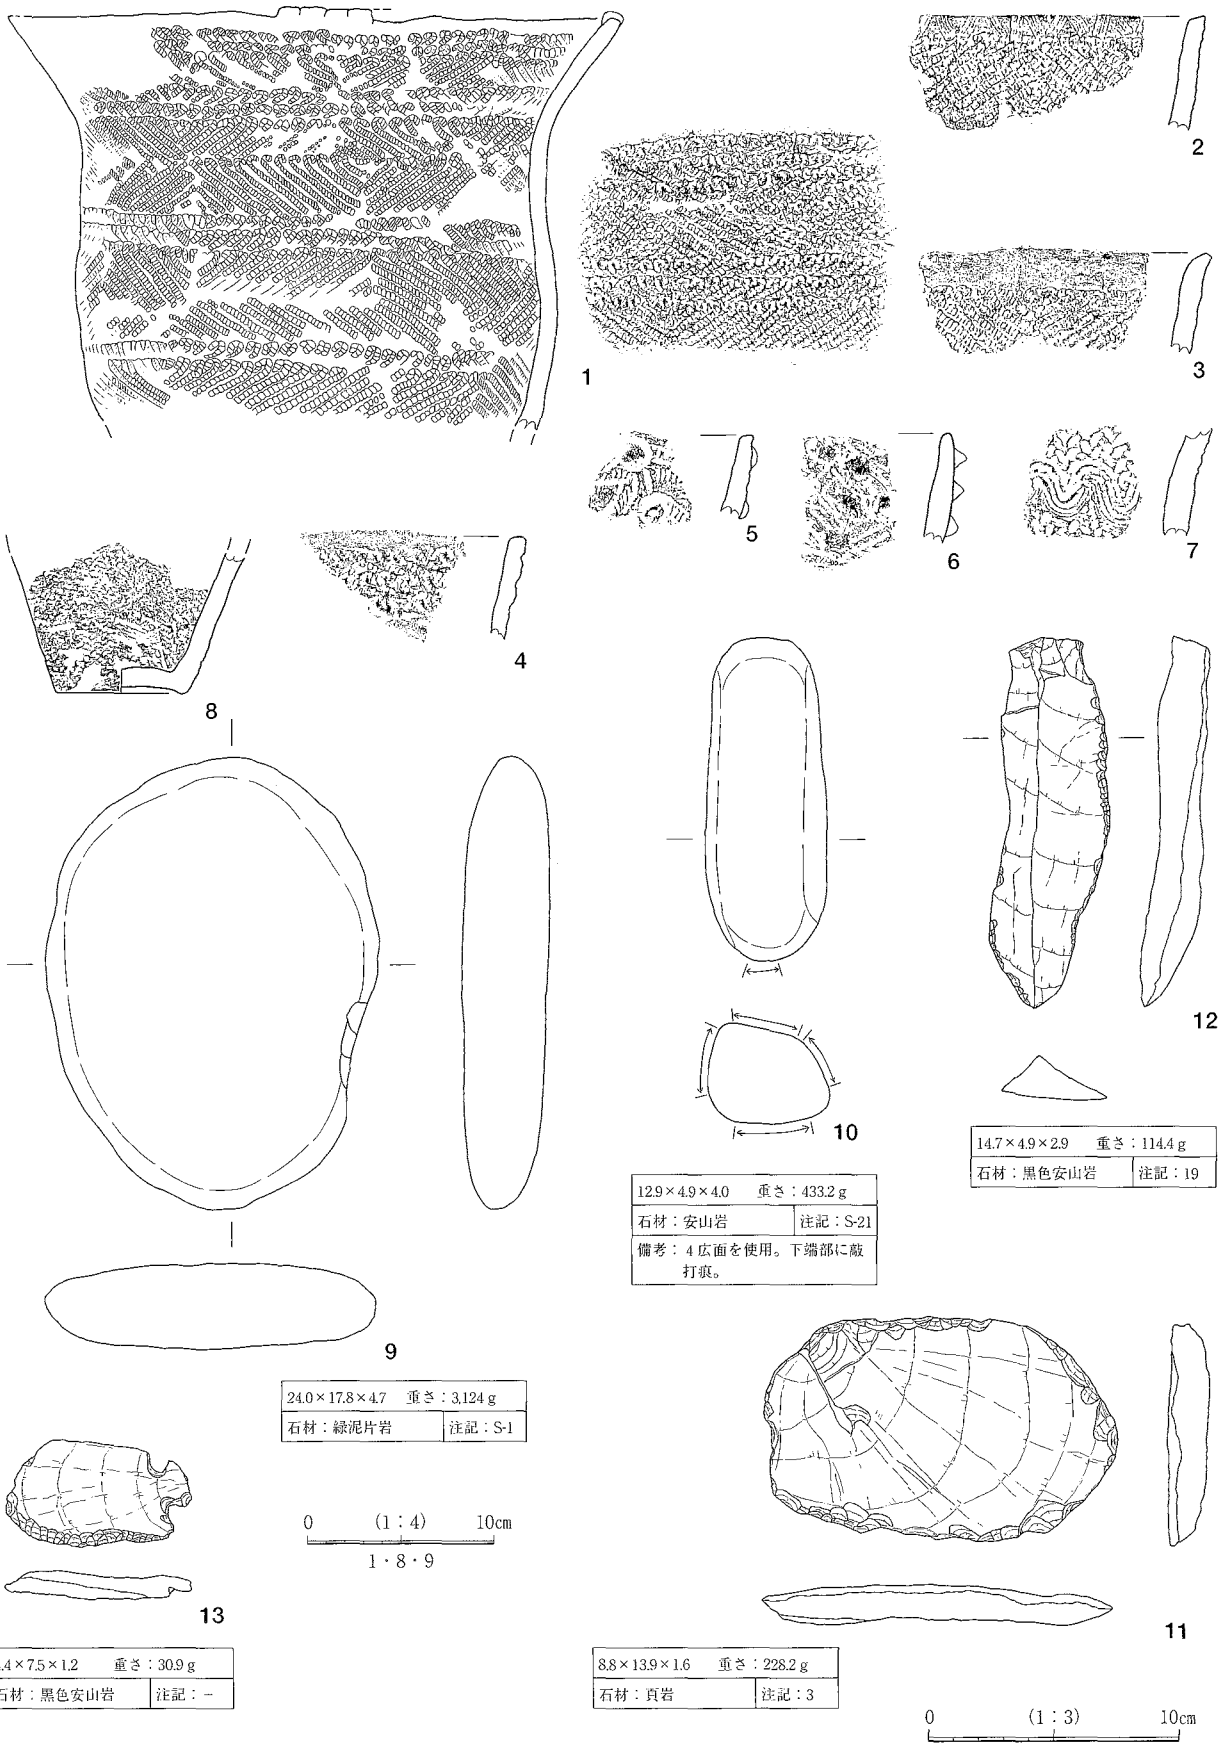 1
2
3
5
6
7
8
4
9
10
12
14.7×4.9×2.9 重さ：114.4 g
石材：黒色安山岩 注記：19
12.9×4.9×4.0 重さ：433.2 g
石材：安山岩 注記：S-21
備考：4広面を使用。下端部に敲
打痕。
24.0×17.8×4.7 重さ：3,124 g
石材：緑泥片岩 注記：S-1
0 (1：4) 10cm
1・8・9
13
.4×7.5×1.2 重さ：30.9 g
石材：黒色安山岩 注記：－
11
8.8×13.9×1.6 重さ：228.2 g
石材：頁岩 注記：3
0 (1：3) 10cm